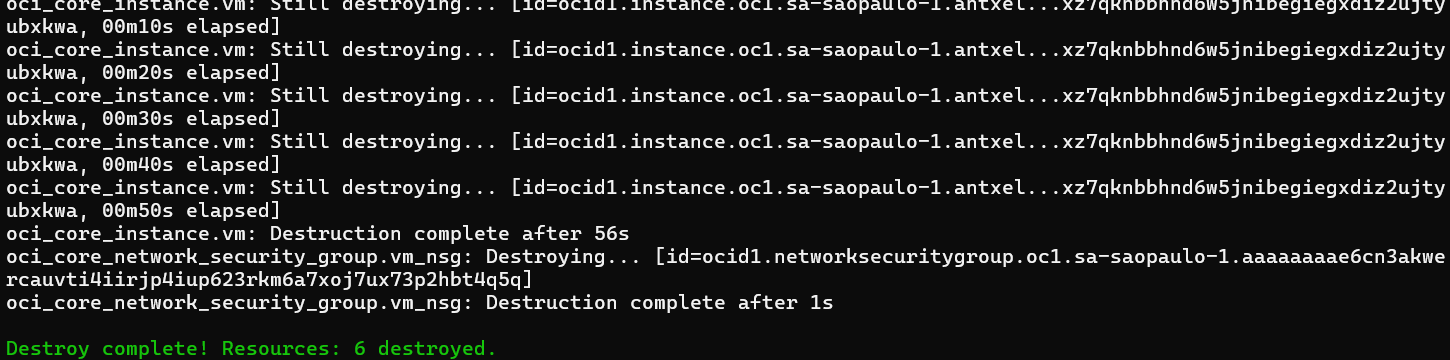 oci_core_instance.vm: Still destroying... [id=ocid1.instance.oc1.sa-saopaulo-1.antxel...xz7qknbbhnd6w5jnibegiegxdiz2ujty
ubxkwa, 00m10s elapsed]
oci_core_instance.vm: Still destroying... [id=ocid1.instance.oc1.sa-saopaulo-1.antxel...xz7qknbbhnd6w5jnibegiegxdiz2ujty
ubxkwa, 00m20s elapsed]
oci_core_instance.vm: Still destroying... [id=ocid1.instance.oc1.sa-saopaulo-1.antxel...xz7qknbbhnd6w5jnibegiegxdiz2ujty
ubxkwa, 00m30s elapsed]
oci_core_instance.vm: Still destroying... [id=ocid1.instance.oc1.sa-saopaulo-1.antxel...xz7qknbbhnd6w5jnibegiegxdiz2ujty
ubxkwa, 00m40s elapsed]
oci_core_instance.vm: Still destroying... [id=ocid1.instance.oc1.sa-saopaulo-1.antxel...xz7qknbbhnd6w5jnibegiegxdiz2ujty
ubxkwa, 00m50s elapsed]
oci_core_instance.vm: Destruction complete after 56s
oci_core_network_security_group.vm_nsg: Destroying... [id=ocid1.networksecuritygroup.oc1.sa-saopaulo-1.aaaaaaaae6cn3akwe
rcauvti4iirjp4iup623rkm6a7xoj7ux73p2hbt4q5q]
oci_core_network_security_group.vm_nsg: Destruction complete after 1s
Destroy complete! Resources: 6 destroyed.